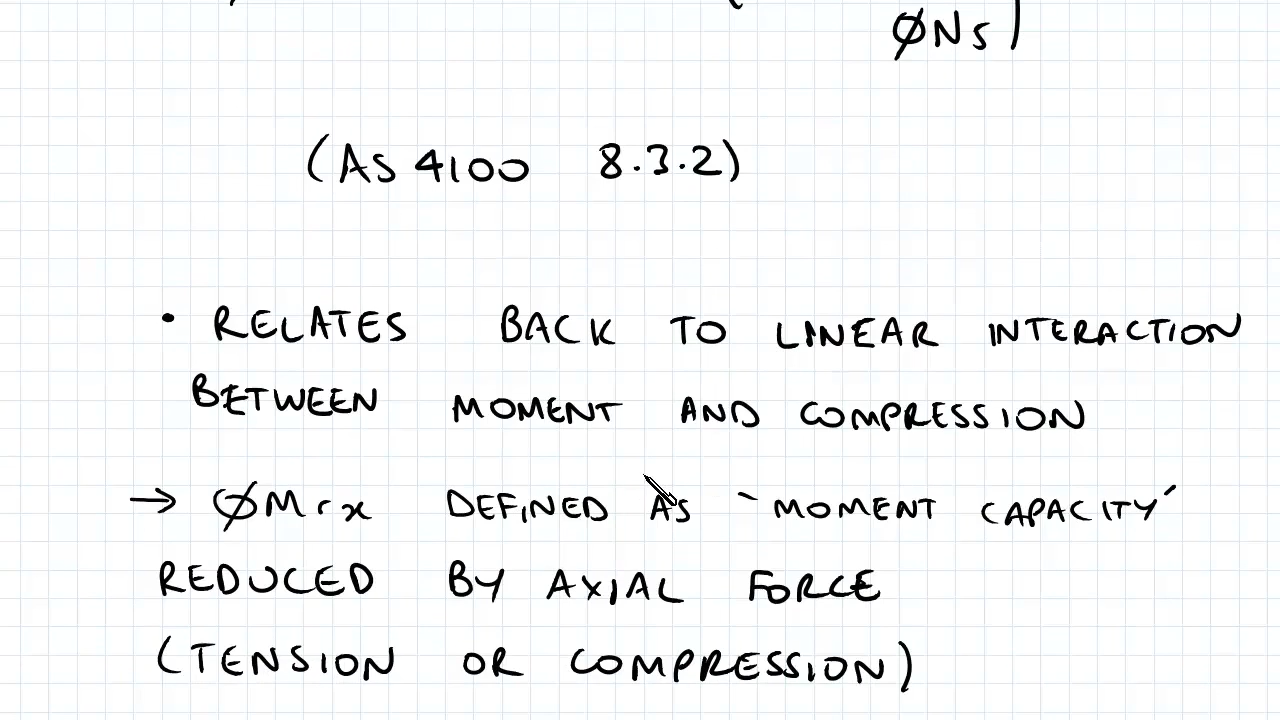 ØNs)
(AS 4100 8.3.2)
• RELATES BACK TO LINEAR INTERACTION
BETWEEN MOMENT AND COMPRESSION
→ ØMrx DEFINED AS `MOMENT CAPACITY´
REDUCED BY AXIAL FORCE
(TENSION OR COMPRESSION)